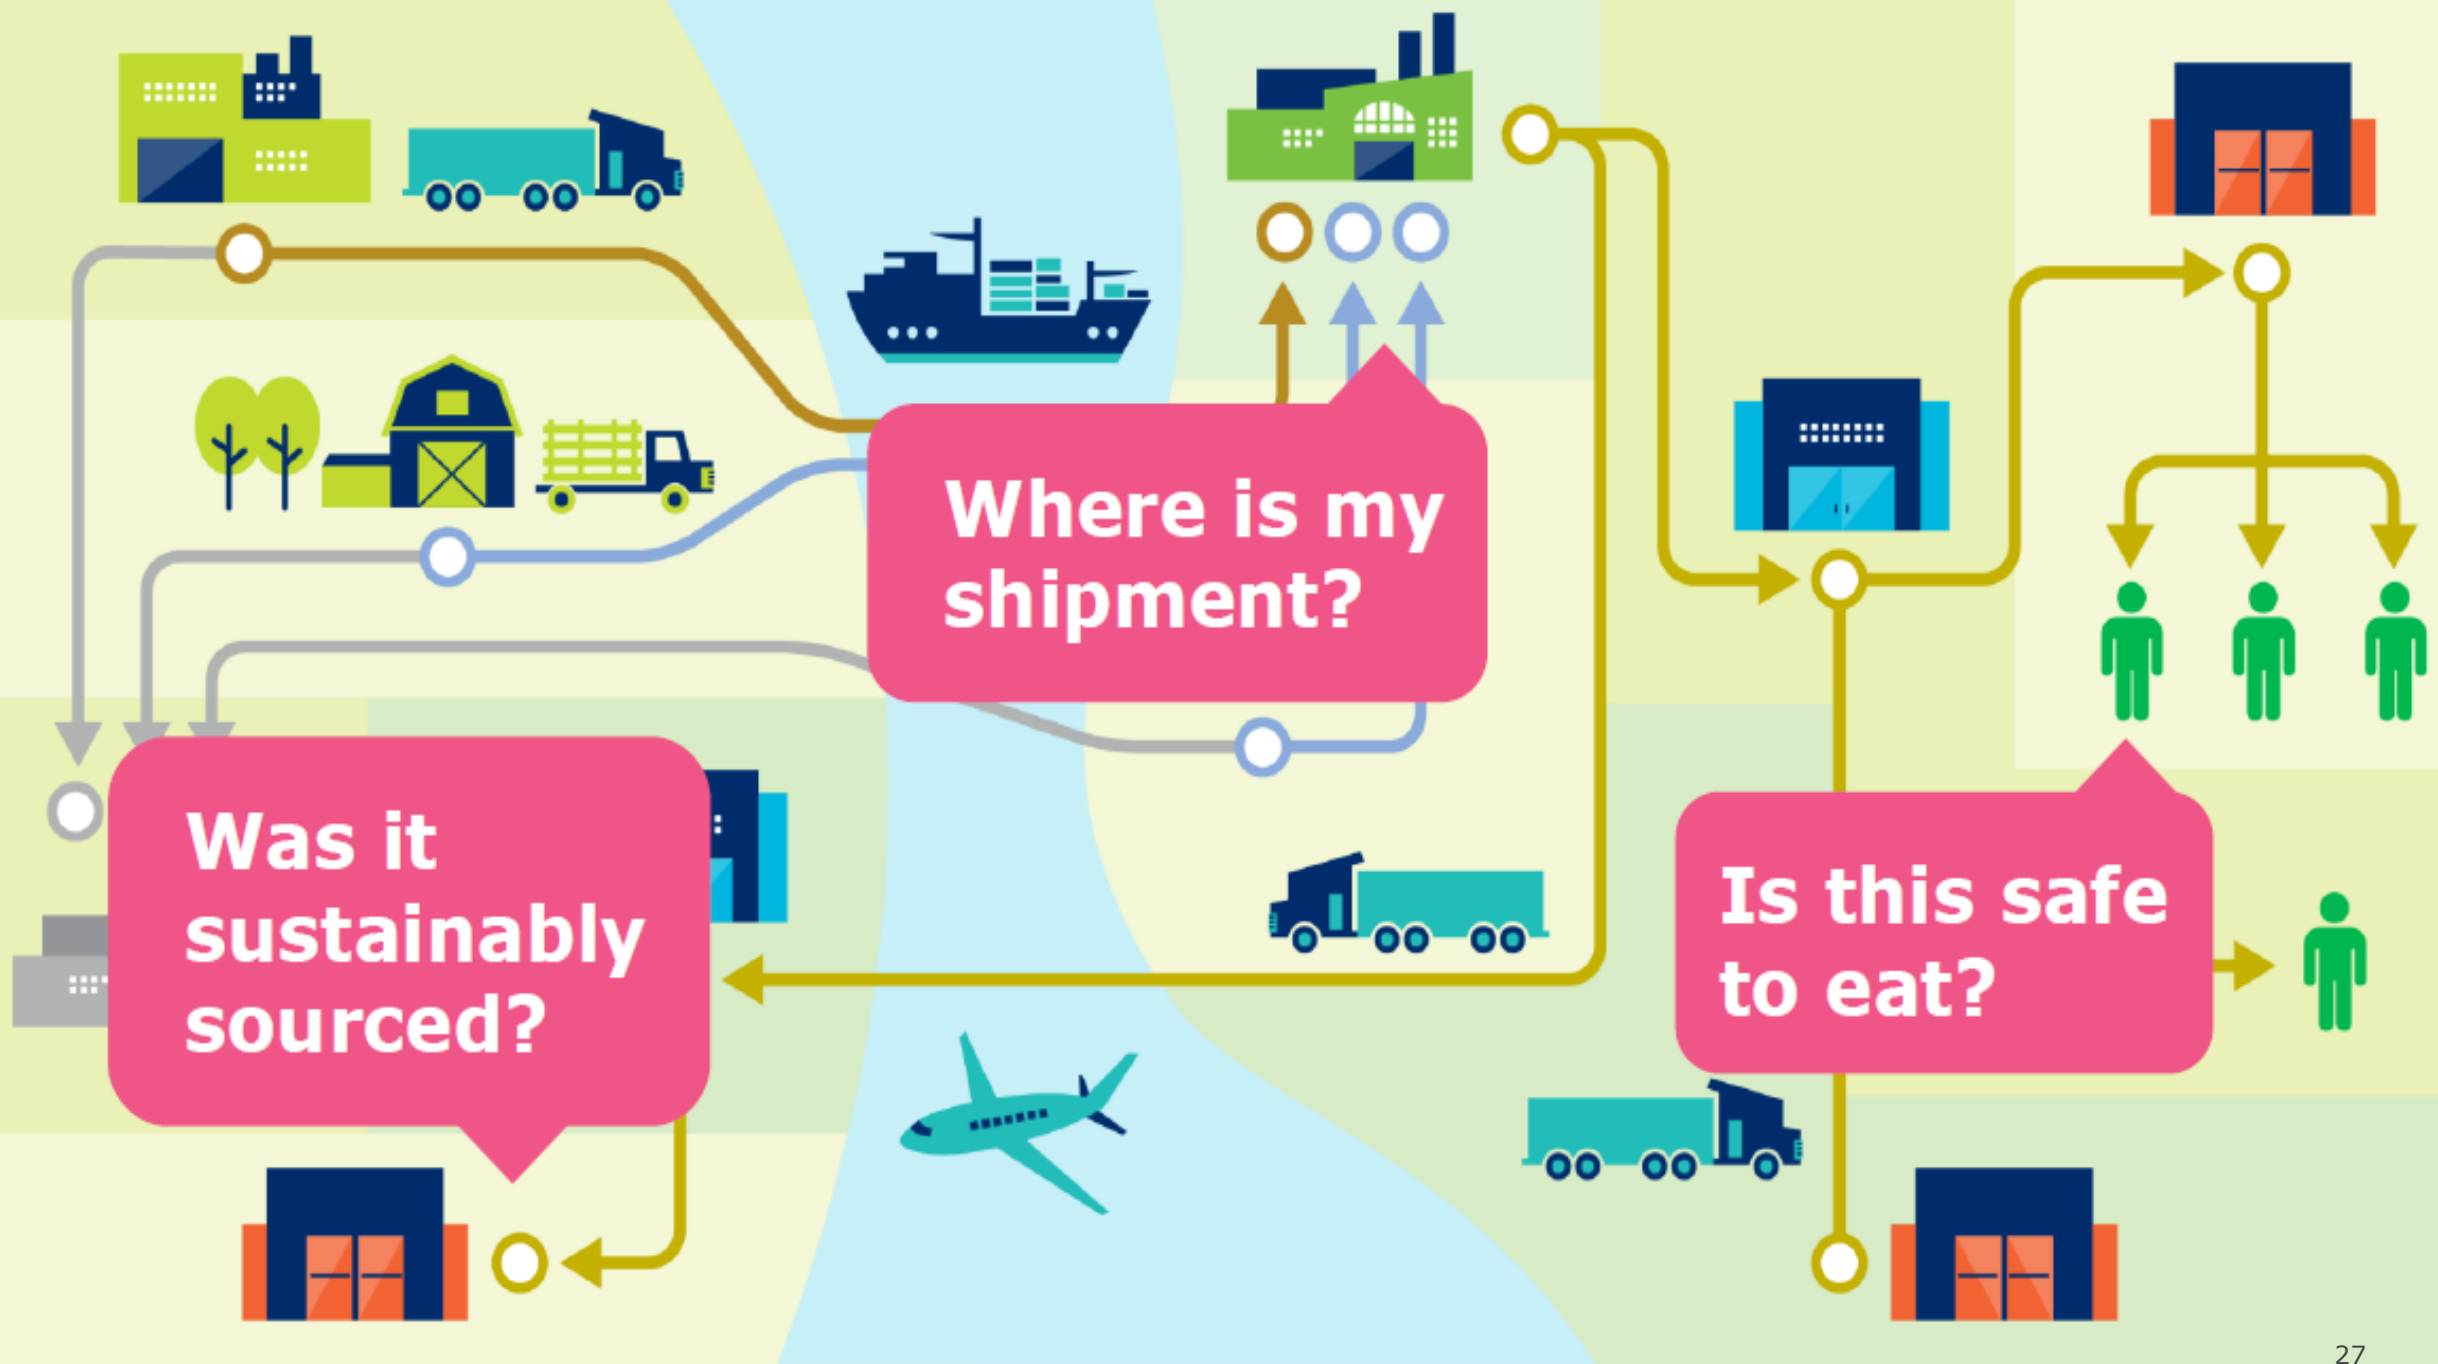 Where is my
shipment?
Was it
sustainably
sourced?
Is this safe
to eat?
27